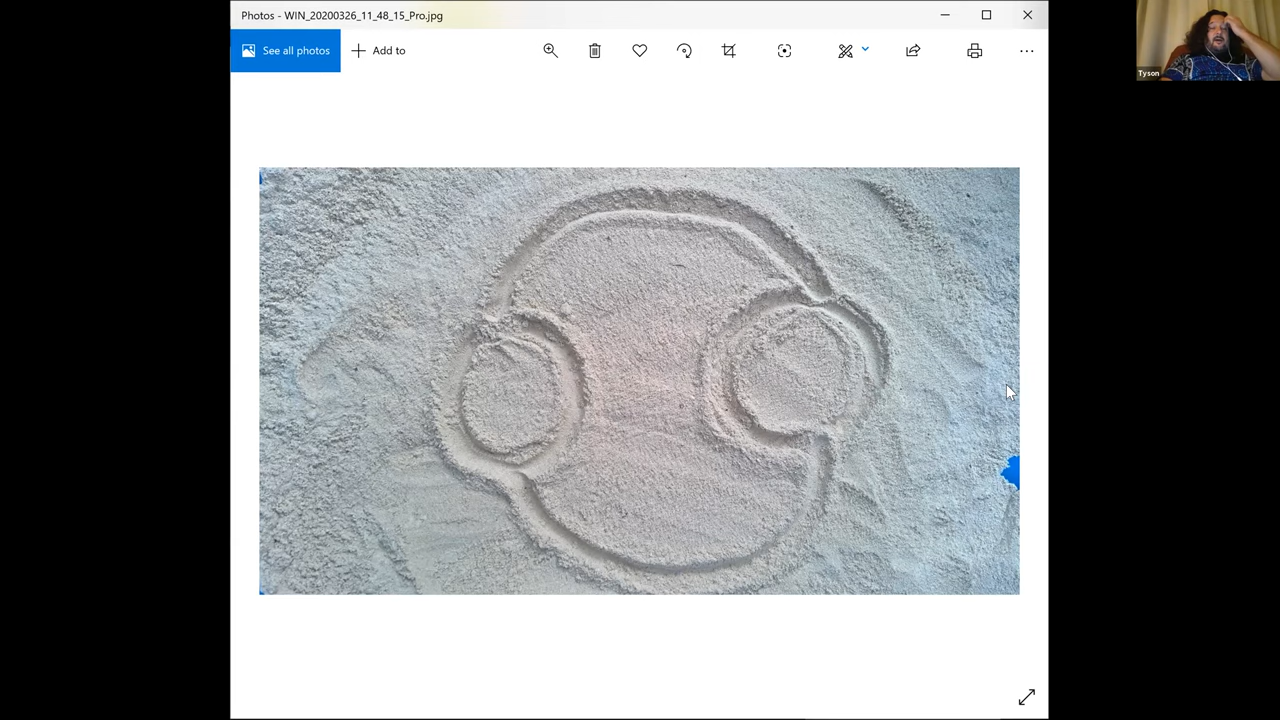 Photos - WIN_20200326_11_48_15_Pro.jpg
See all photos
Add to
Tyson